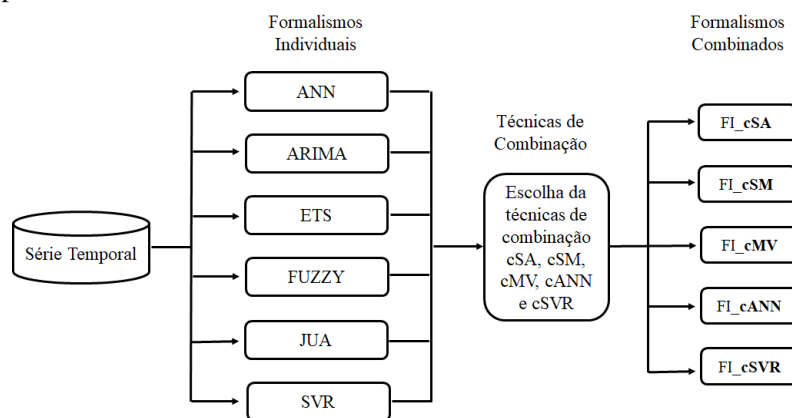 Formalismos
Individuais
Formalismos
Combinados
ANN
ARIMA
ETS
FUZZY
JUA
SVR
Série Temporal
Técnicas de
Combinação
Escolha da
técnicas de
combinação
cSA, cSM,
cMV, cANN
e cSVR
FI_cSA
FI_cSM
FI_cMV
FI_cANN
FI_cSVR